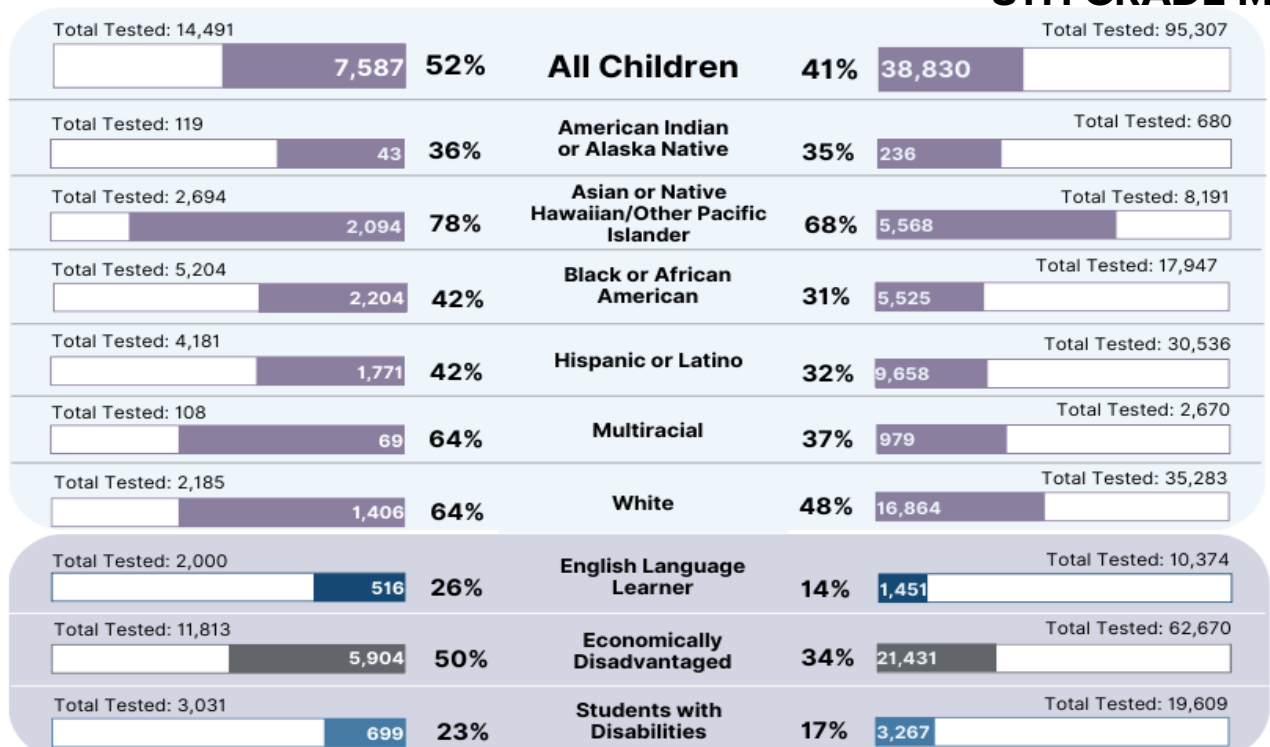 Total Tested: 14,491
7,587 52% All Children 41% 38,830
Total Tested: 95,307
Total Tested: 119
43 36% American Indian
or Alaska Native 35% 236
Total Tested: 680
Total Tested: 2,694
2,094 78% Asian or Native
Hawaiian/Other Pacific
Islander 68% 5,568
Total Tested: 8,191
Total Tested: 5,204
2,204 42% Black or African
American 31% 5,525
Total Tested: 17,947
Total Tested: 4,181
1,771 42% Hispanic or Latino 32% 9,658
Total Tested: 30,536
Total Tested: 108
69 64% Multiracial 37% 979
Total Tested: 2,670
Total Tested: 2,185
1,406 64% White 48% 16,864
Total Tested: 35,283
Total Tested: 2,000
516 26% English Language
Learner 14% 1,451
Total Tested: 10,374
Total Tested: 11,813
5,904 50% Economically
Disadvantaged 34% 21,431
Total Tested: 62,670
Total Tested: 3,031
699 23% Students with
Disabilities 17% 3,267
Total Tested: 19,609